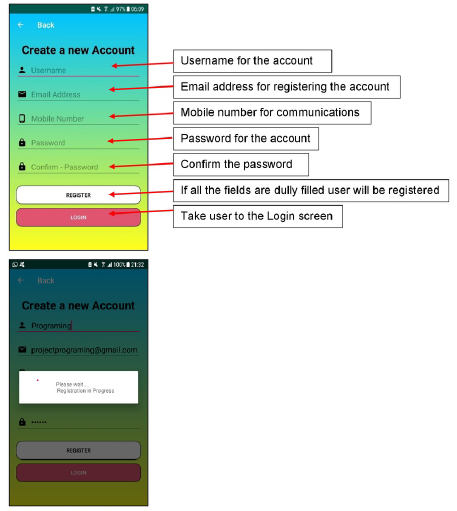 97% 06:09
Back
Create a new Account
Username
Email Address
Mobile Number
Password
Confirm - Password
REGISTER
LOGIN
Username for the account
Email address for registering the account
Mobile number for communications
Password for the account
Confirm the password
If all the fields are dully filled user will be registered
Take user to the Login screen
100% 21:32
Back
Create a new Account
Programing
projectprograming@gmail.com
Please wait...
Registration in Progress
••••••
REGISTER
LOGIN